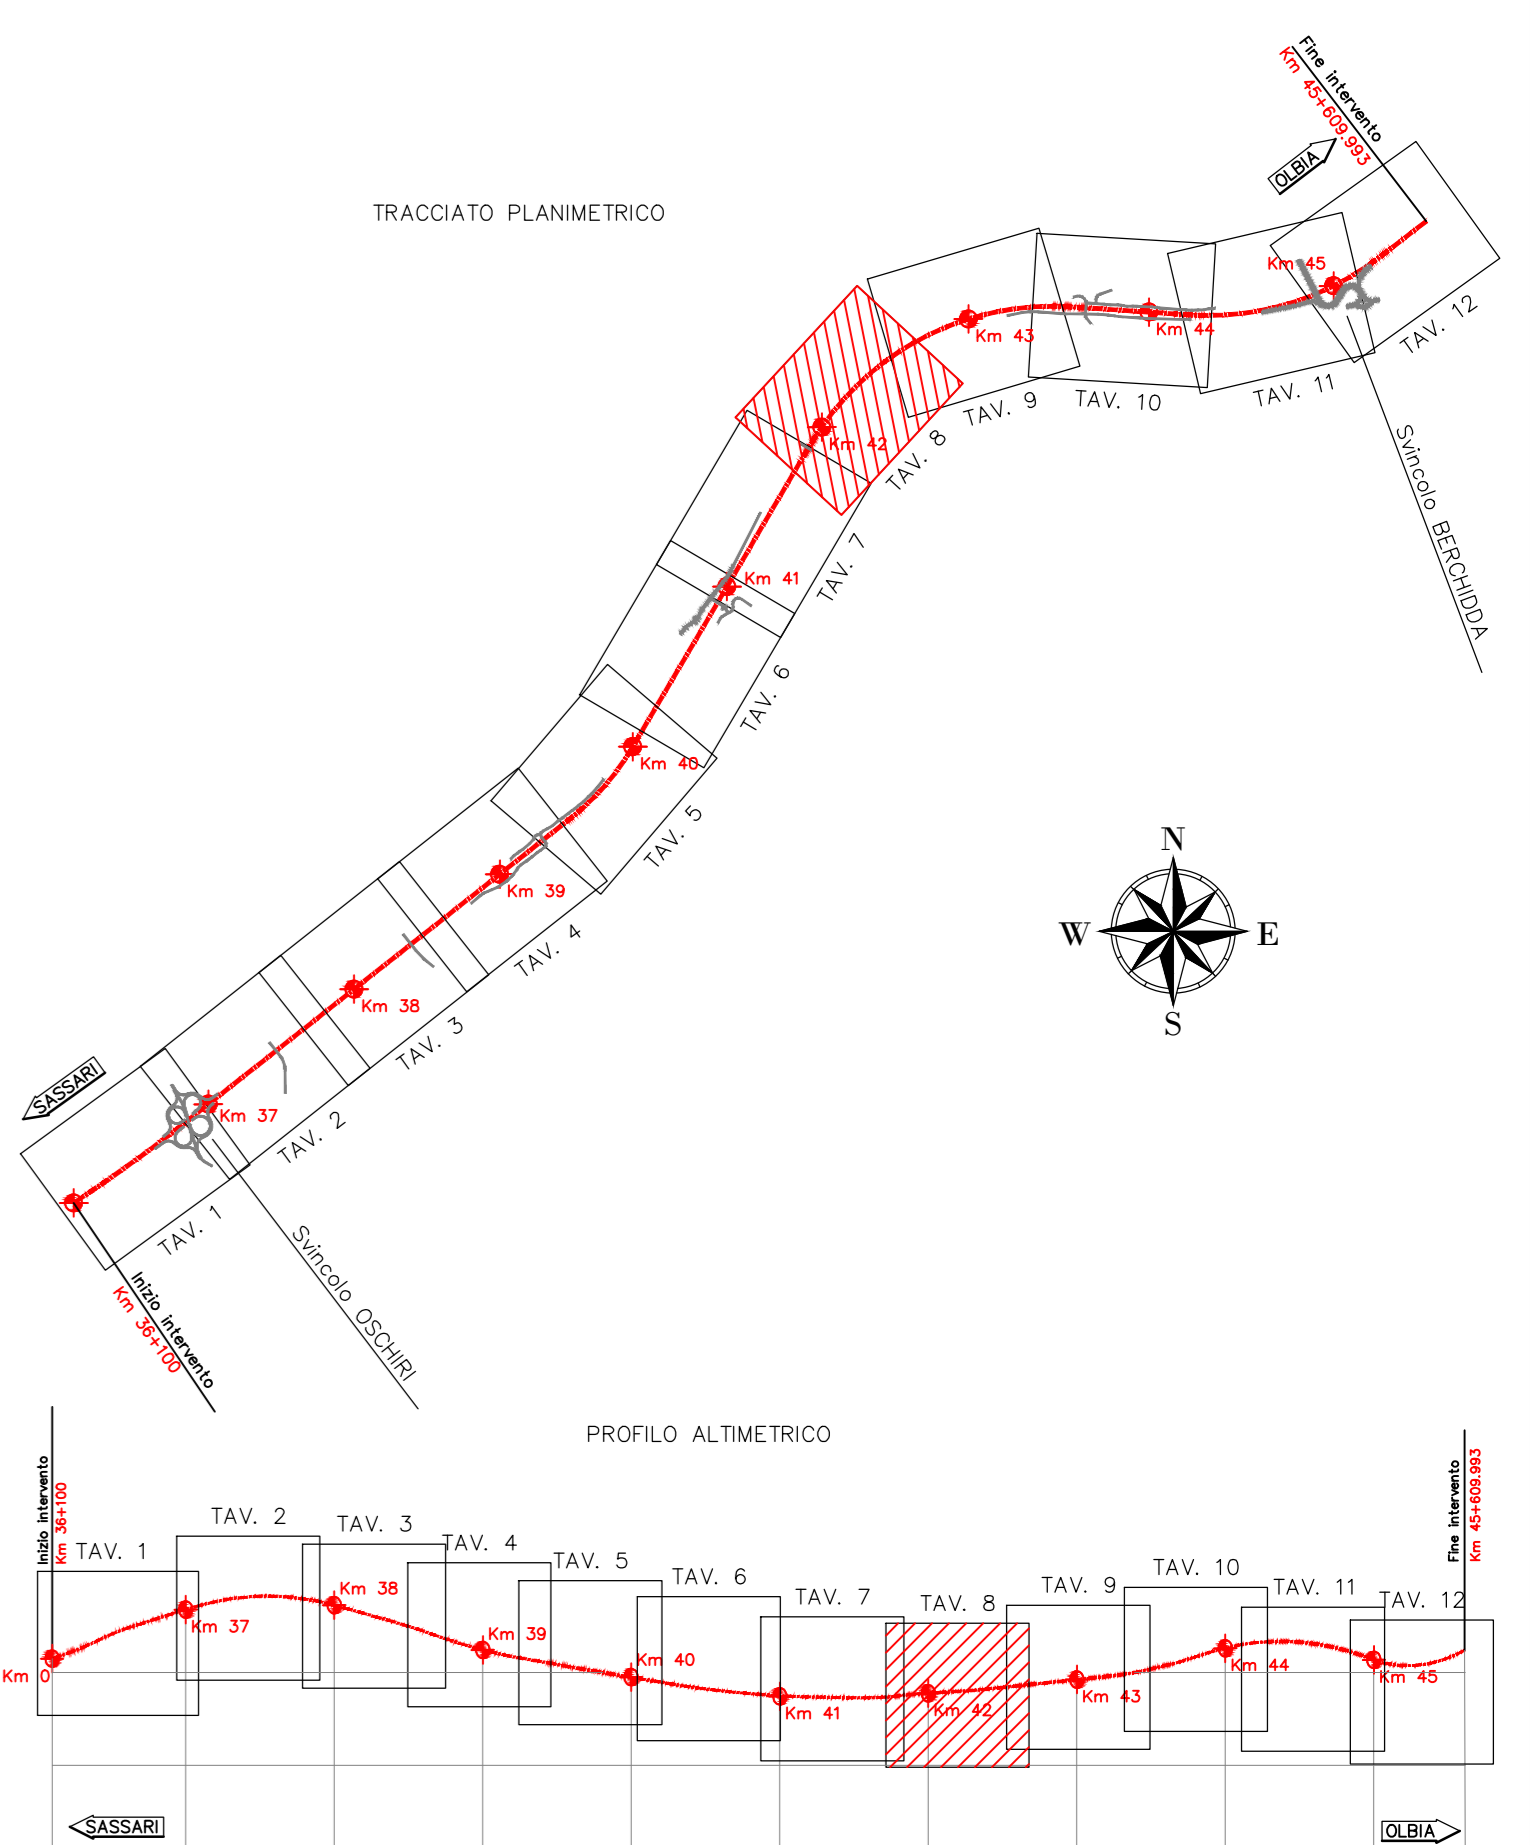 Fine intervento
Km 45+609.993
OLBIA
TRACCIATO PLANIMETRICO
Km 45
TAV. 12
Km 43
Km 44
TAV. 11
TAV. 10
TAV. 9
Km 42
TAV. 8
Svincolo BERCHIDDA
TAV. 7
Km 41
TAV. 6
Km 40
TAV. 5
Km 39
TAV. 4
N
W
E
S
Km 38
TAV. 3
SASSARI
Km 37
TAV. 2
TAV. 1
Svincolo OSCHIRI
Inizio intervento
Km 36+100
PROFILO ALTIMETRICO
Inizio intervento
Km 36+100
Fine intervento
Km 45+609.993
TAV. 1
TAV. 2
TAV. 3
TAV. 4
TAV. 5
TAV. 6
TAV. 7
TAV. 8
TAV. 9
TAV. 10
TAV. 11
TAV. 12
Km 0
Km 37
Km 38
Km 39
Km 40
Km 41
Km 42
Km 43
Km 44
Km 45
SASSARI
OLBIA